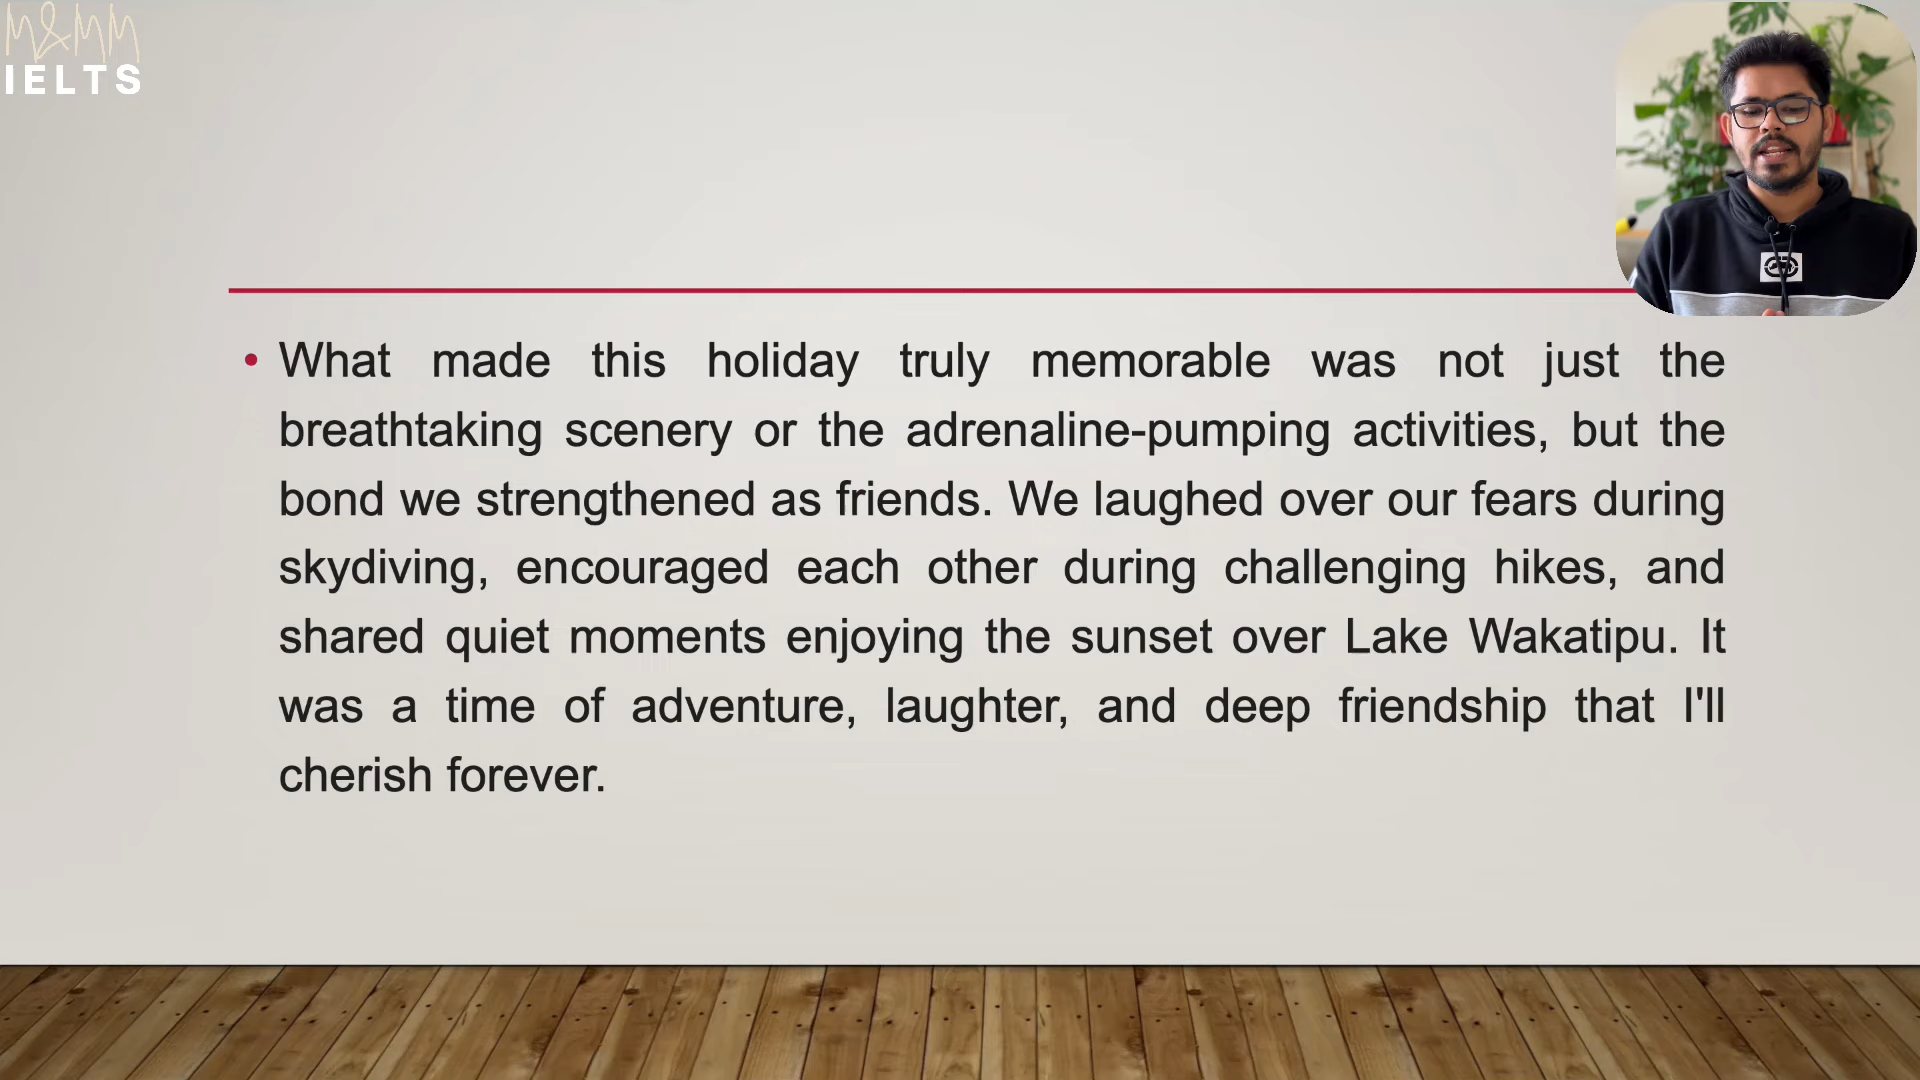 M&MM
IELTS
What made this holiday truly memorable was not just the
breathtaking scenery or the adrenaline-pumping activities, but the
bond we strengthened as friends. We laughed over our fears during
skydiving, encouraged each other during challenging hikes, and
shared quiet moments enjoying the sunset over Lake Wakatipu. It
was a time of adventure, laughter, and deep friendship that I'll
cherish forever.